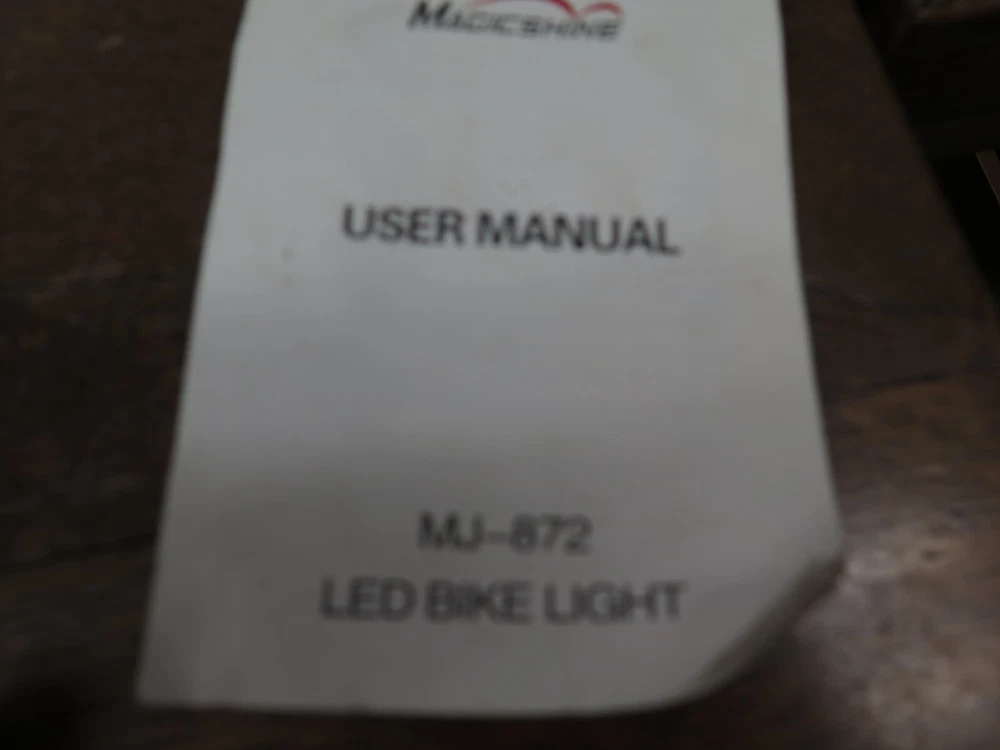 MAGICSHINE
USER MANUAL
MJ-872
LED BIKE LIGHT